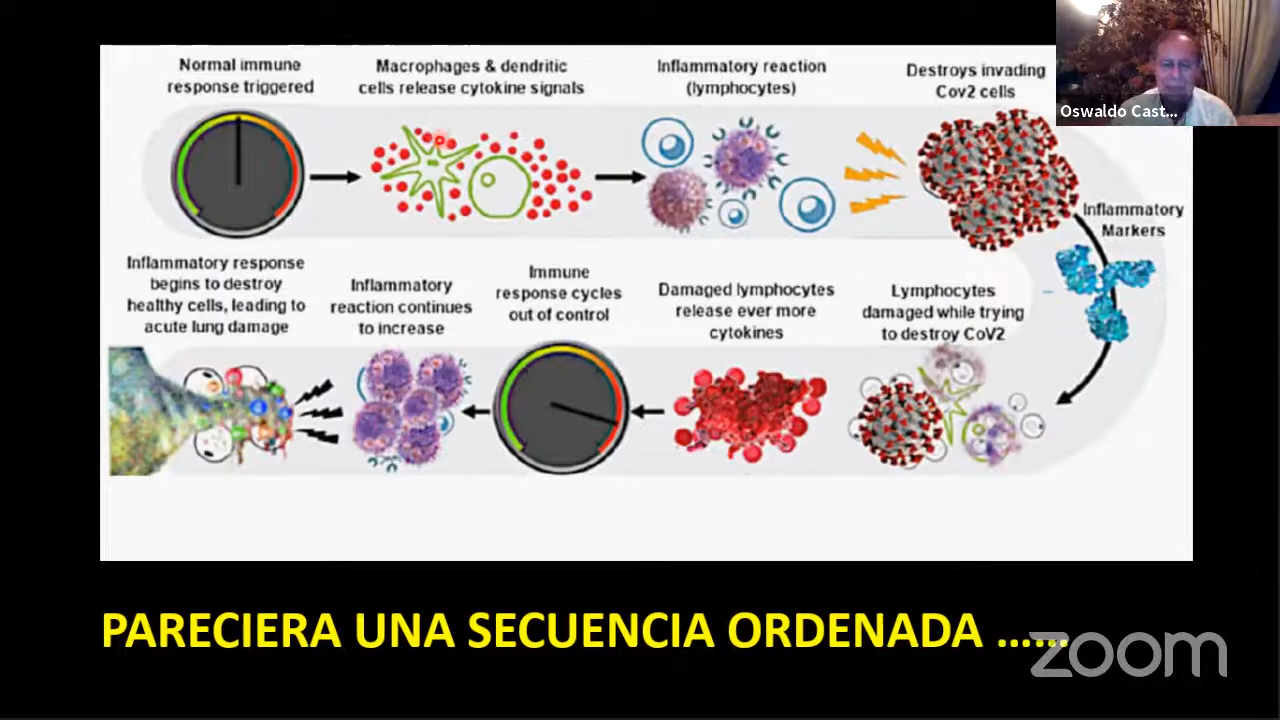 Normal immune
response triggered
Macrophages & dendritic
cells release cytokine signals
Inflammatory reaction
(lymphocytes)
Destroys invading
Cov2 cells
Oswaldo Cast...
Inflammatory
Markers
Inflammatory response
begins to destroy
healthy cells, leading to
acute lung damage
Inflammatory
reaction continues
to increase
Immune
response cycles
out of control
Damaged lymphocytes
release ever more
cytokines
Lymphocytes
damaged while trying
to destroy CoV2
PARECIERA UNA SECUENCIA ORDENADA ......
zoom